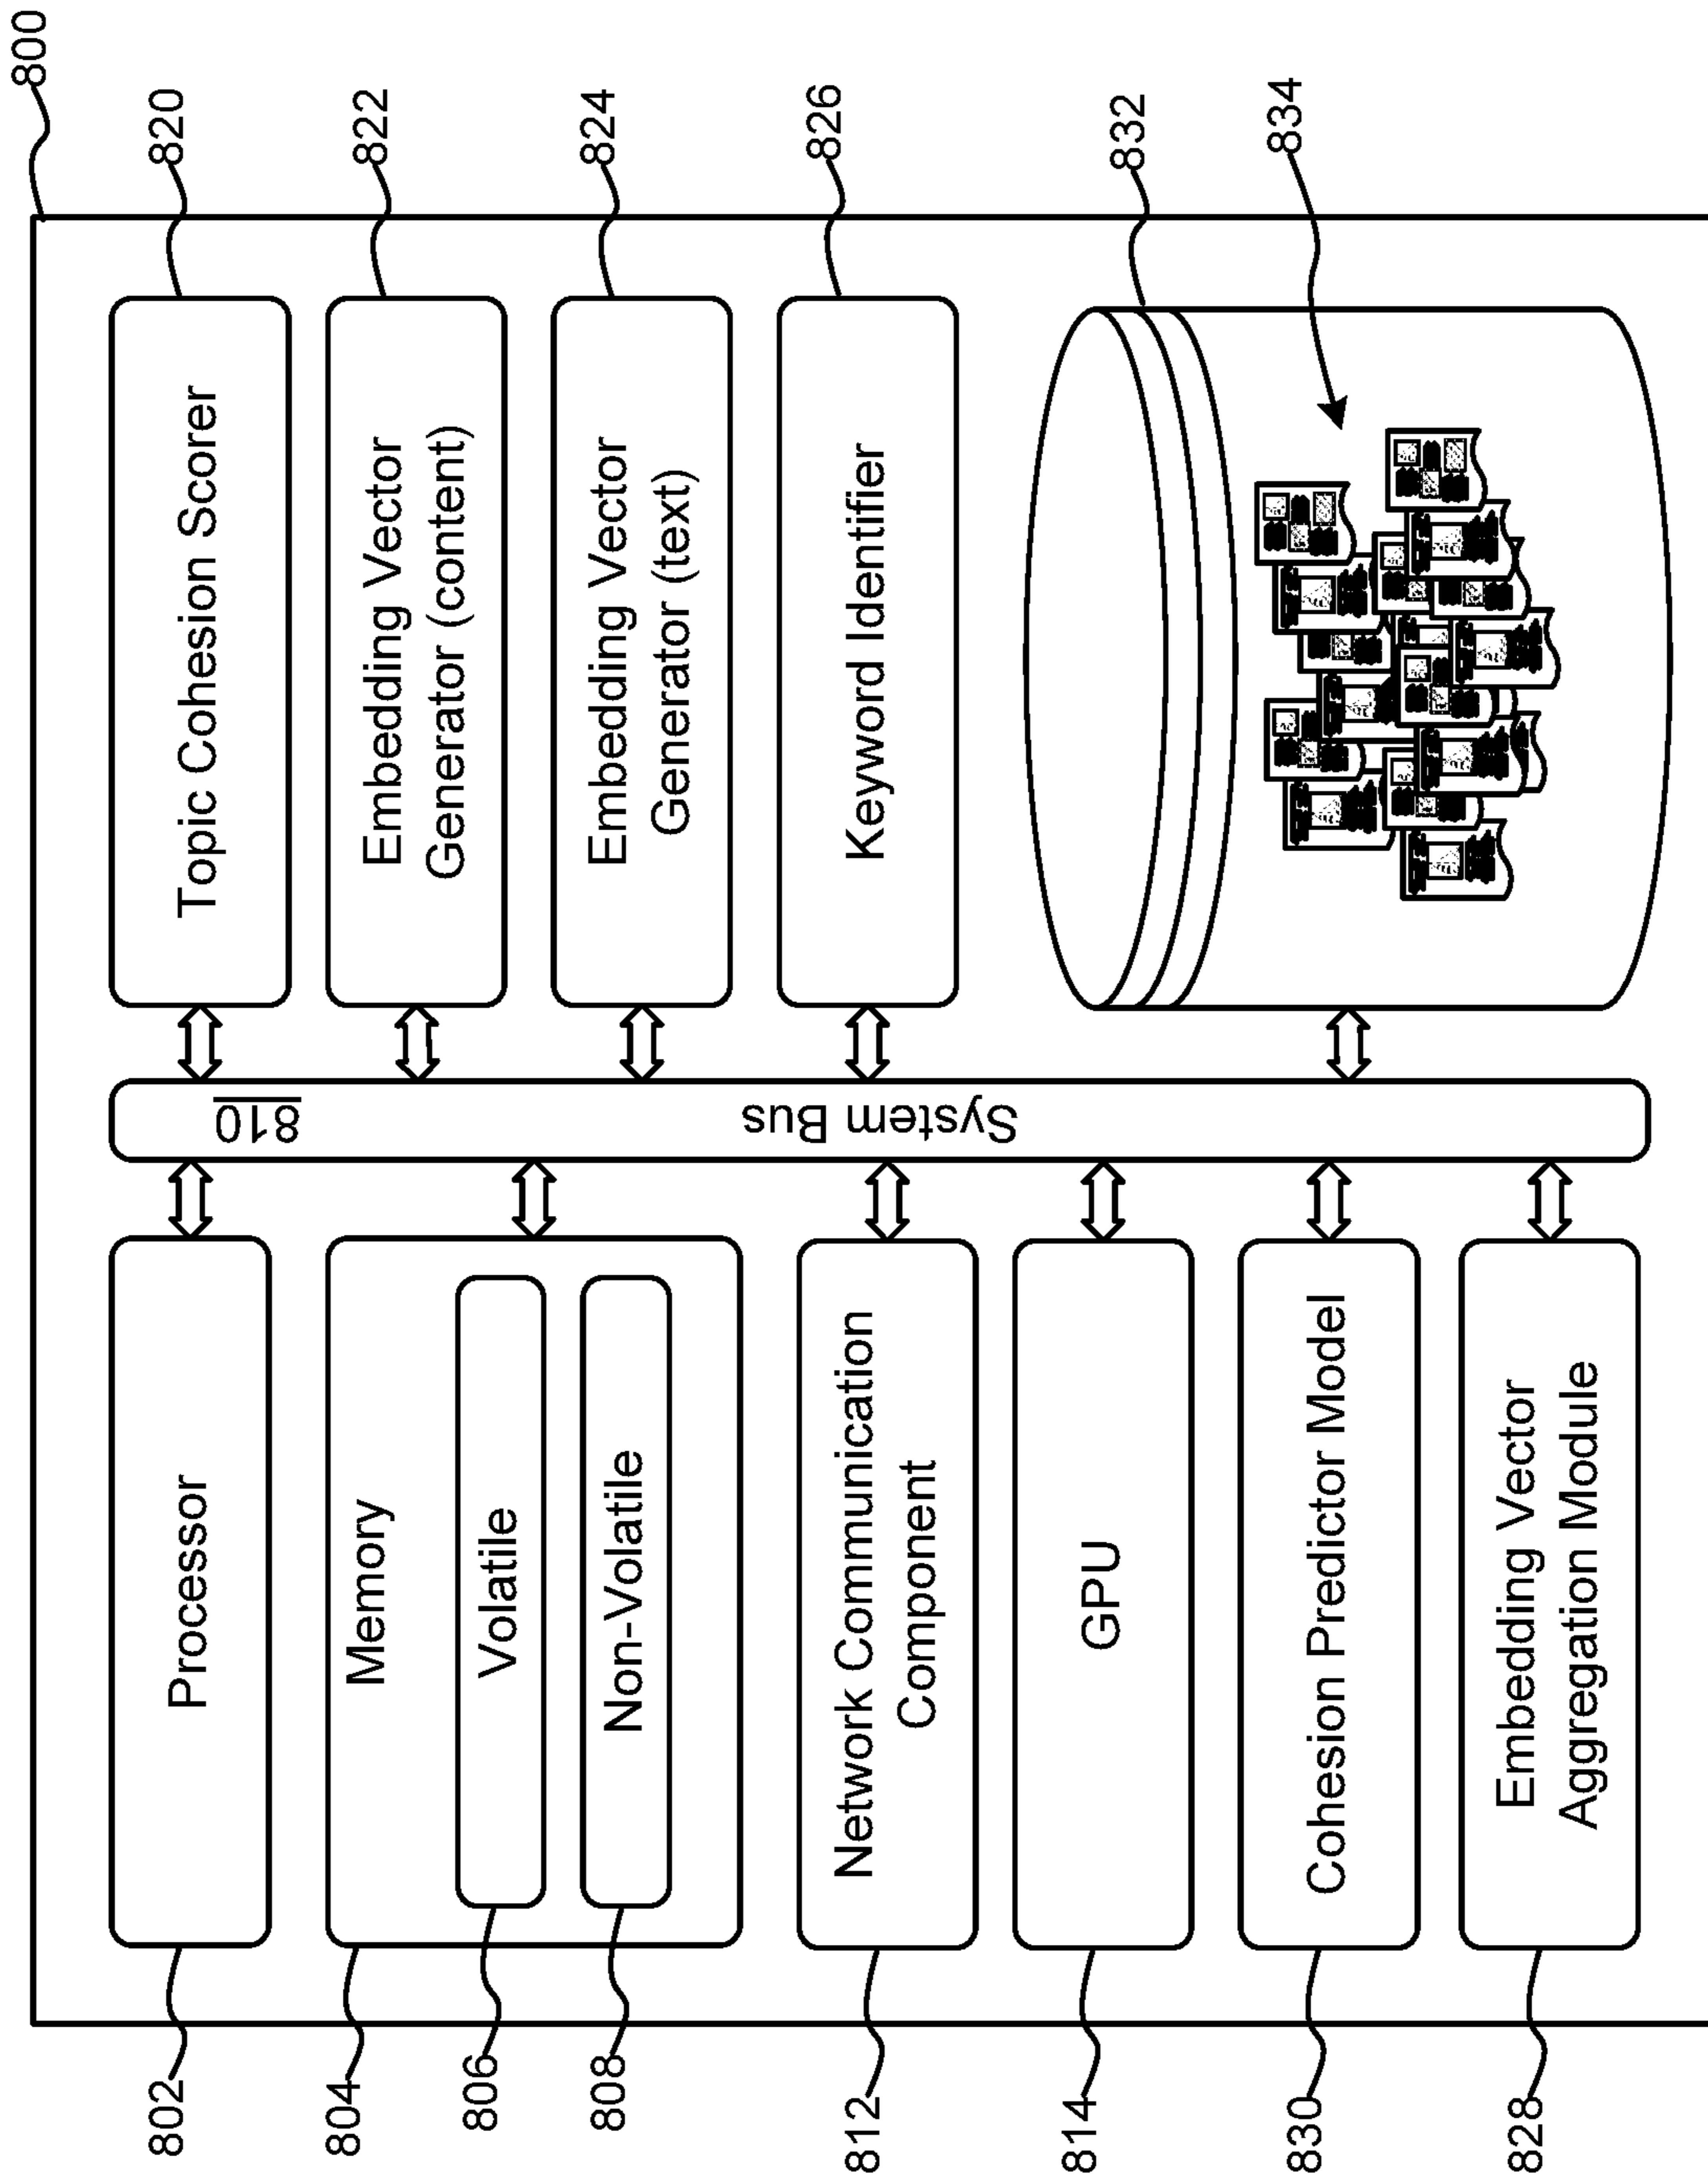 800
802
Processor
804
Memory
806
Volatile
808
Non-Volatile
812
Network Communication
Component
814
GPU
830
Cohesion Predictor Model
828
Embedding Vector
Aggregation Module
System Bus
810
820
Topic Cohesion Scorer
822
Embedding Vector
Generator (content)
824
Embedding Vector
Generator (text)
826
Keyword Identifier
832
834